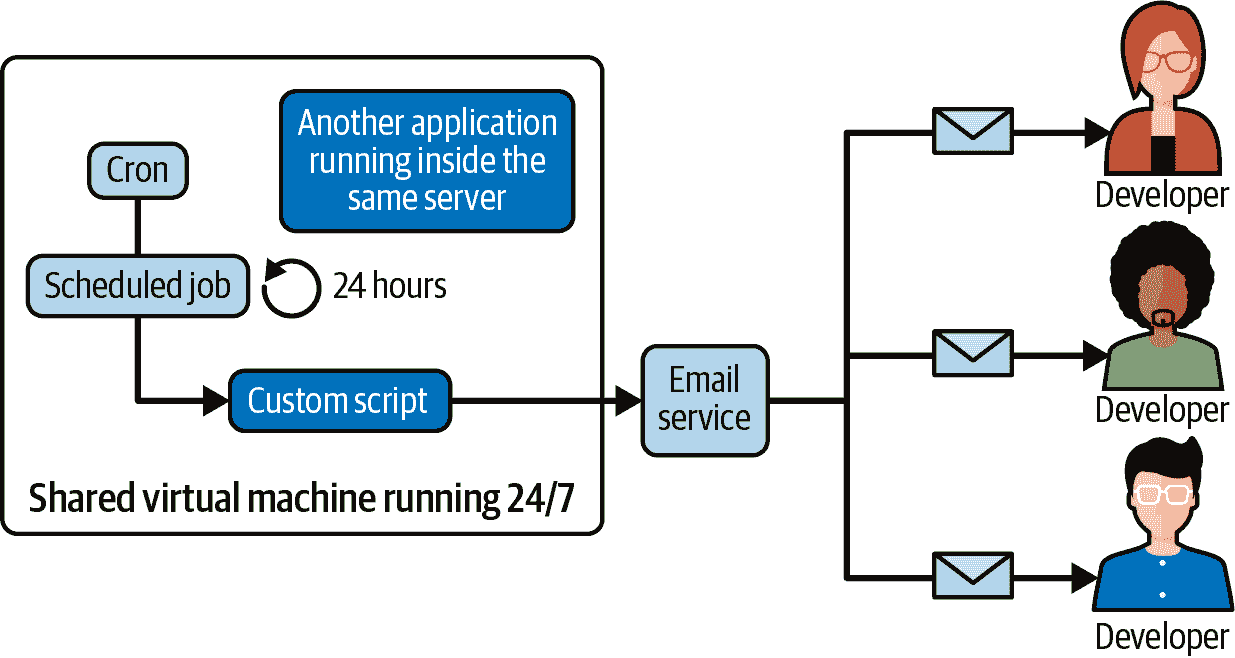 Another application
running inside the
same server
Cron
Scheduled job
24 hours
Custom script
Shared virtual machine running 24/7
Email
service
Developer
Developer
Developer